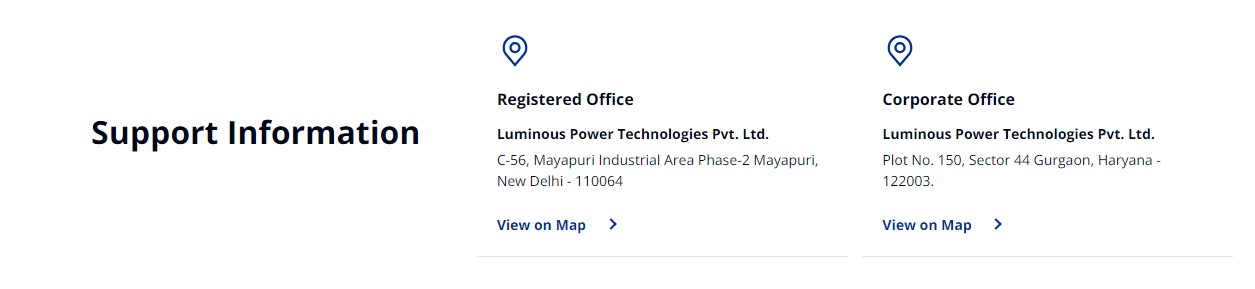 Support Information
Registered Office
Luminous Power Technologies Pvt. Ltd.
C-56, Mayapuri Industrial Area Phase-2 Mayapuri,
New Delhi - 110064
View on Map
Corporate Office
Luminous Power Technologies Pvt. Ltd.
Plot No. 150, Sector 44 Gurgaon, Haryana -
122003.
View on Map